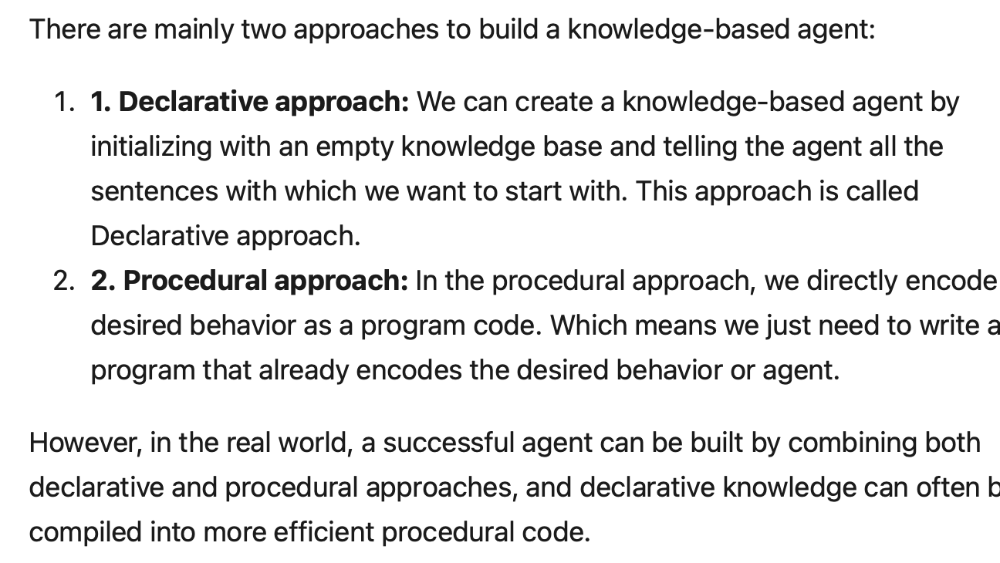 There are mainly two approaches to build a knowledge-based agent:
1. 1. Declarative approach: We can create a knowledge-based agent by
initializing with an empty knowledge base and telling the agent all the
sentences with which we want to start with. This approach is called
Declarative approach.
2. 2. Procedural approach: In the procedural approach, we directly encode
desired behavior as a program code. Which means we just need to write a
program that already encodes the desired behavior or agent.
However, in the real world, a successful agent can be built by combining both
declarative and procedural approaches, and declarative knowledge can often b
compiled into more efficient procedural code.